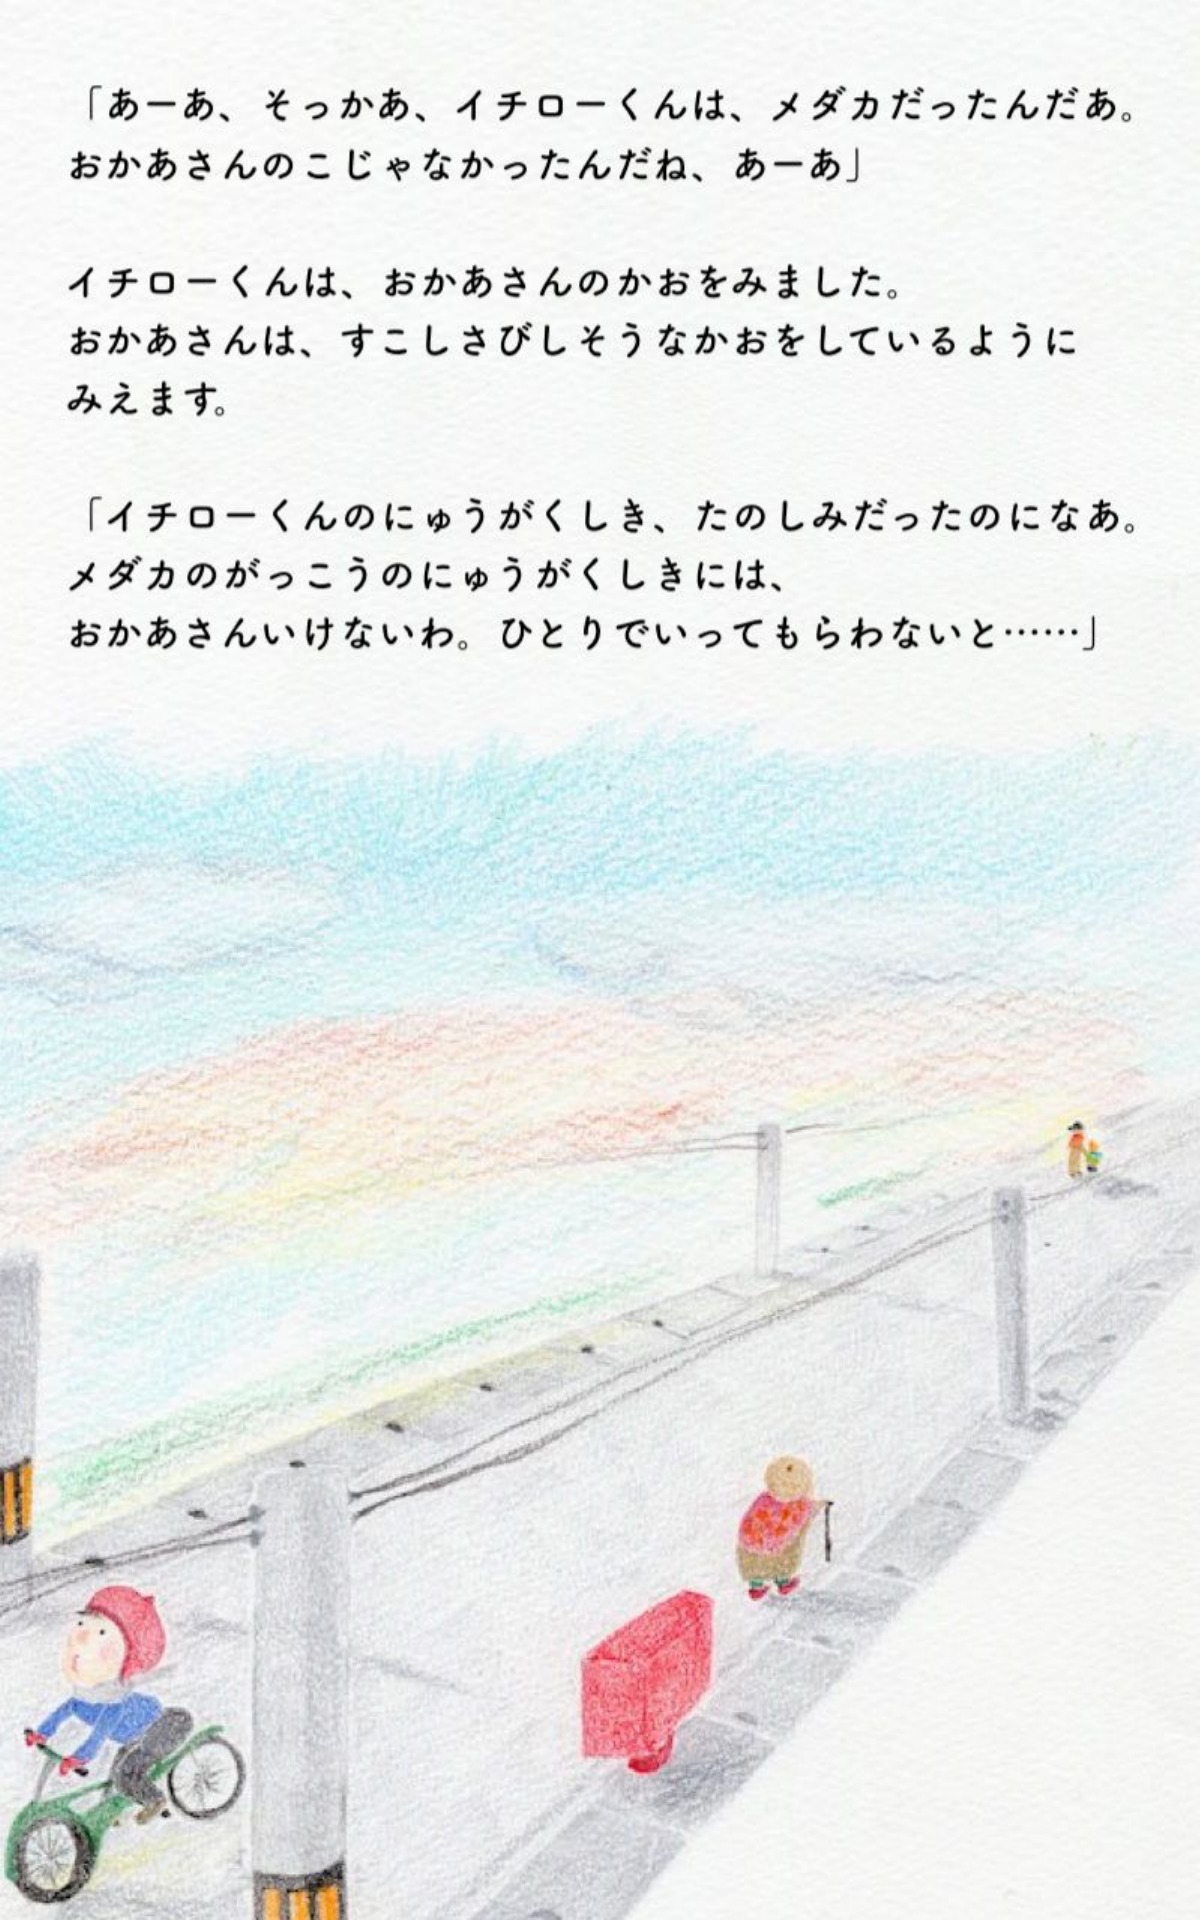 「あーあ、そっかあ、イチローくんは、メダカだったんだあ。
おかあさんのこじゃなかったんだね、あーあ」
イチローくんは、おかあさんのかおをみました。
おかあさんは、すこしさびしそうなかおをしているように
みえます。
「イチローくんのにゅうがくしき、たのしみだったのになあ。
メダカのがっこうのにゅうがくしきには、
おかあさんいけないわ。ひとりでいってもらわないと……」